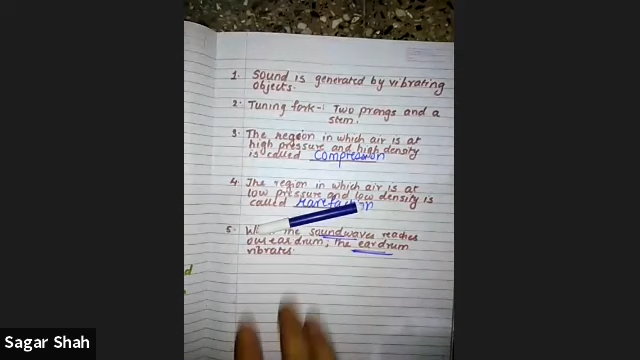 1. Sound is generated by vibrating
objects.
2. Tuning fork-: Two prongs and a
stem.
3. The region in which air is at
high pressure and high density
is called compression
4. The region in which air is at
low pressure and low density is
called rarefaction
5. the soundwaves reaches
our ear drum, the eardrum
vibrates.
Sagar Shah